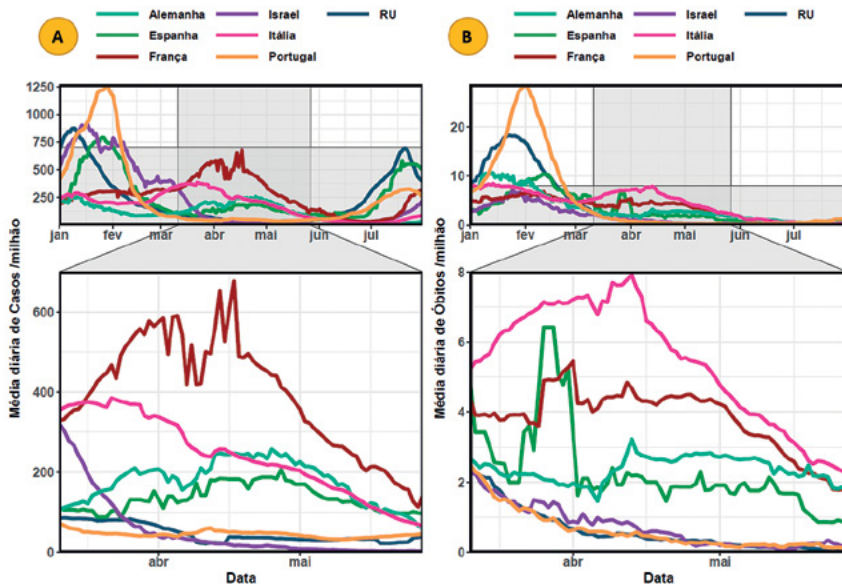 A
Alemanha Israel RU
Espanha Itália
França Portugal
B
Alemanha Israel RU
Espanha Itália
França Portugal
1250
1000
750
500
250
jan fev mar abr mai jun jul
20
10
0
jan fev mar abr mai jun jul
Média diária de Casos /milhão
600
400
200
0
abr mai
Data
Média diária de Óbitos /milhão
8
6
4
2
0
abr mai
Data